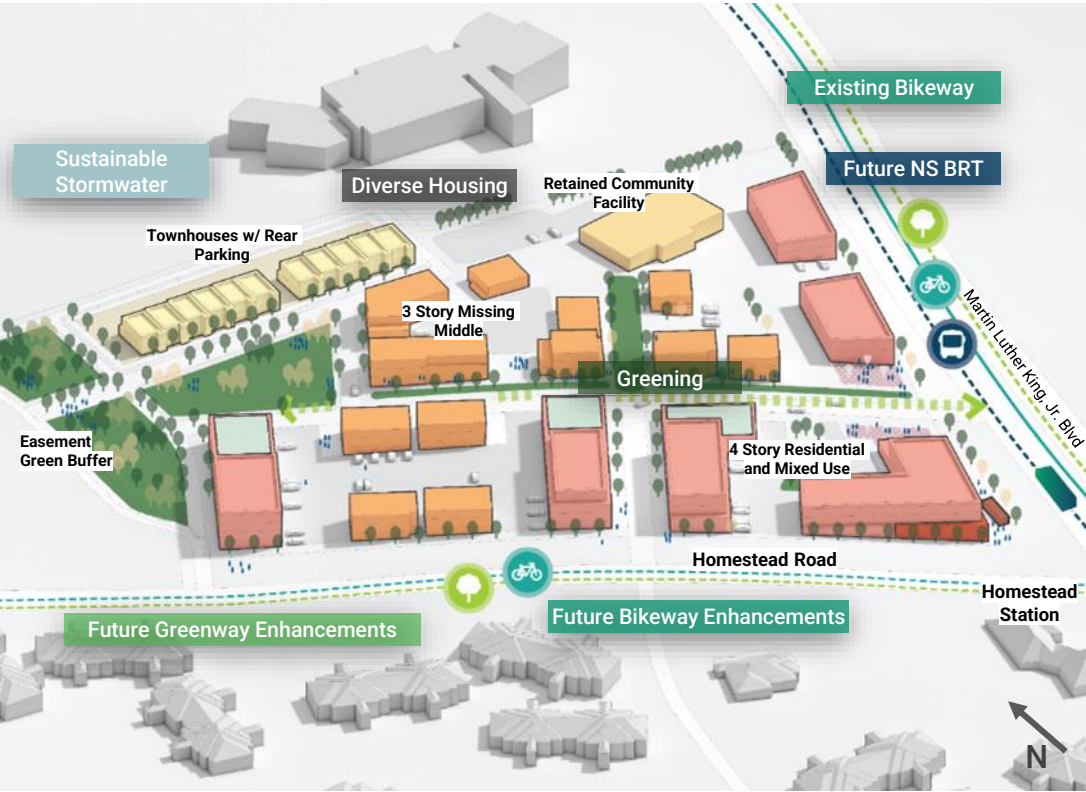 Existing Bikeway
Sustainable
Stormwater
Future NS BRT
Diverse Housing
Retained Community
Facility
Townhouses w/ Rear
Parking
3 Story Missing
Middle
Martin Luther King, Jr. Blvd
Greening
Easement
Green Buffer
4 Story Residential
and Mixed Use
Homestead Road
Homestead
Station
Future Bikeway Enhancements
Future Greenway Enhancements
N